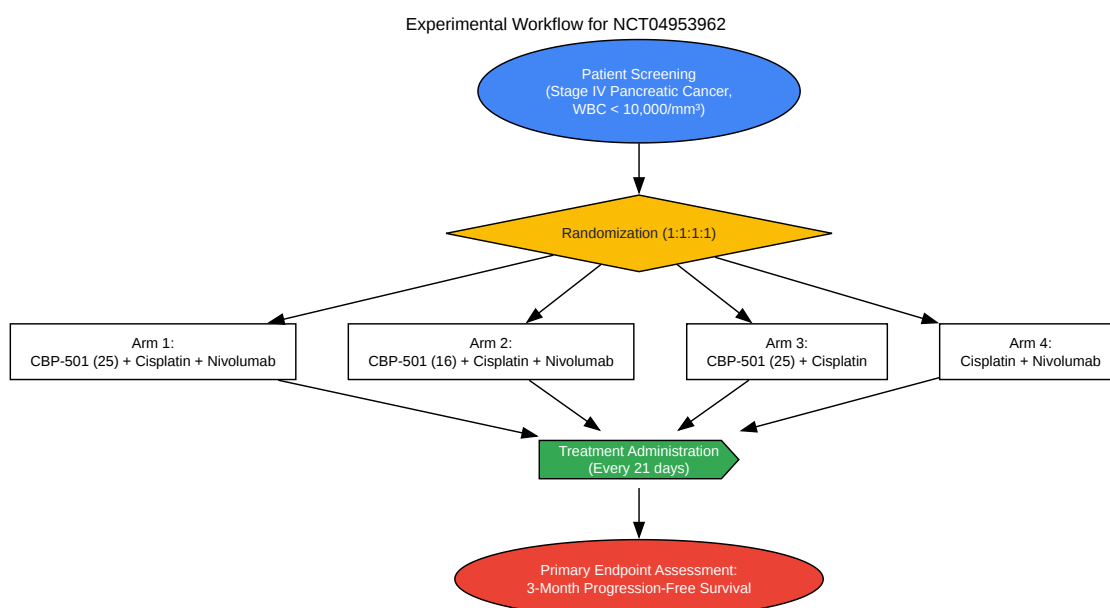 Experimental Workflow for NCT04953962
Patient Screening
(Stage IV Pancreatic Cancer,
WBC < 10,000/mm³)
Randomization (1:1:1:1)
Arm 1:
CBP-501 (25) + Cisplatin + Nivolumab
Arm 2:
CBP-501 (16) + Cisplatin + Nivolumab
Arm 3:
CBP-501 (25) + Cisplatin
Arm 4:
Cisplatin + Nivolumab
Treatment Administration
(Every 21 days)
Primary Endpoint Assessment:
3-Month Progression-Free Survival